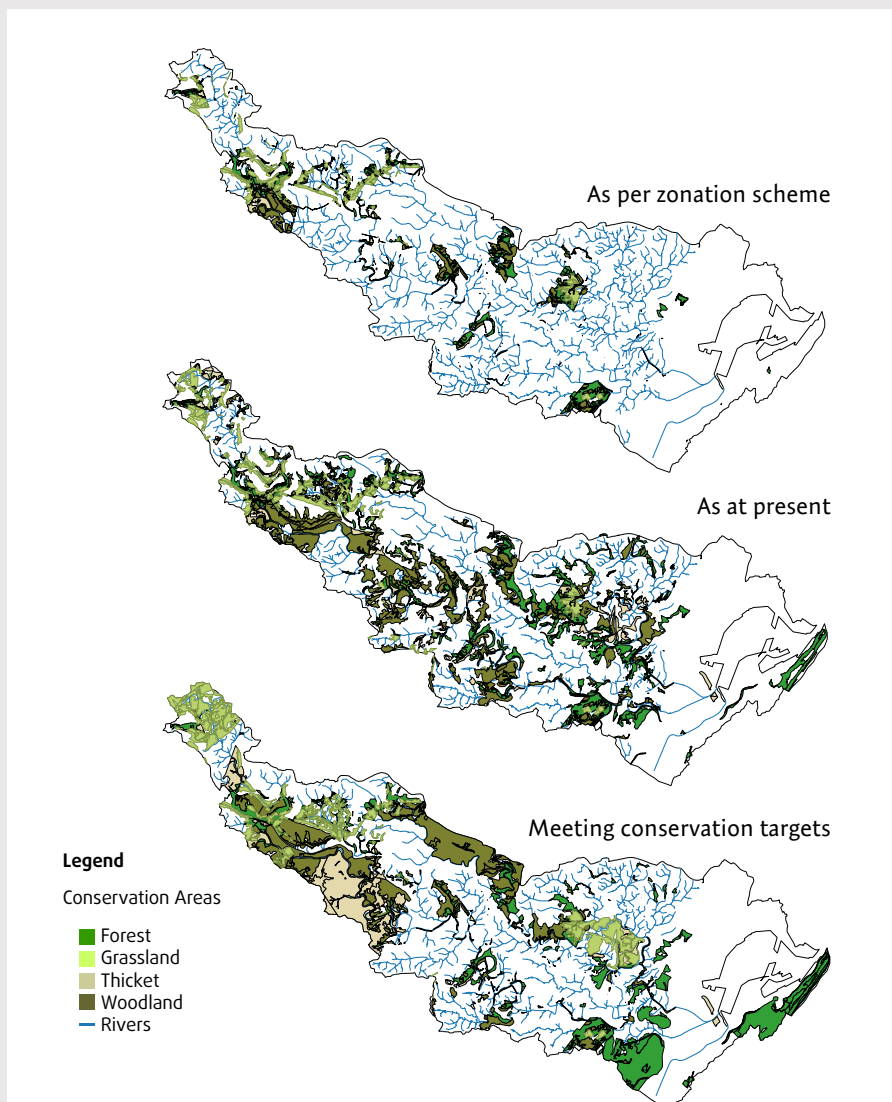 As per zonation scheme
As at present
Meeting conservation targets
Legend
Conservation Areas
Forest
Grassland
Thicket
Woodland
Rivers